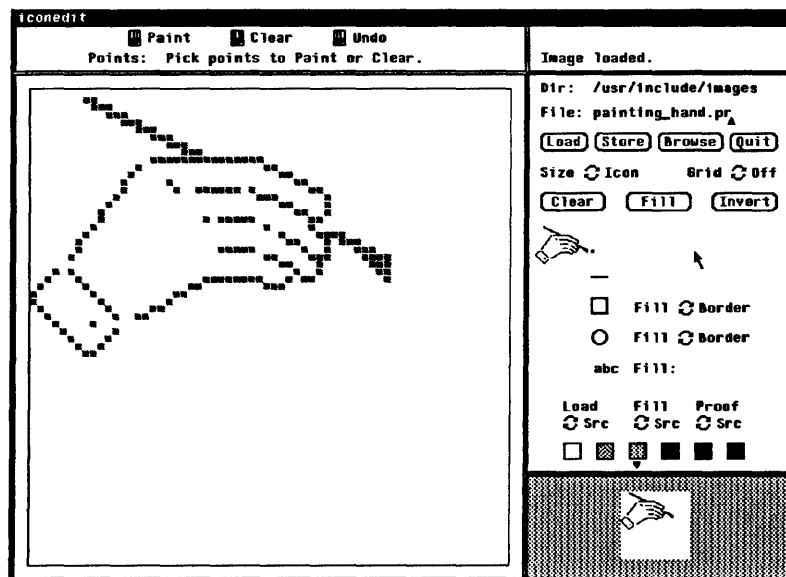 iconedit
Paint Clear Undo
Points: Pick points to Paint or Clear.
Image loaded.
Dir: /usr/include/images
File: painting_hand.pr
Load Store Browse Quit
Size Icon Grid Off
Clear Fill Invert
Fill Border
Fill Border
abc Fill:
Load Fill Proof
Src Src Src